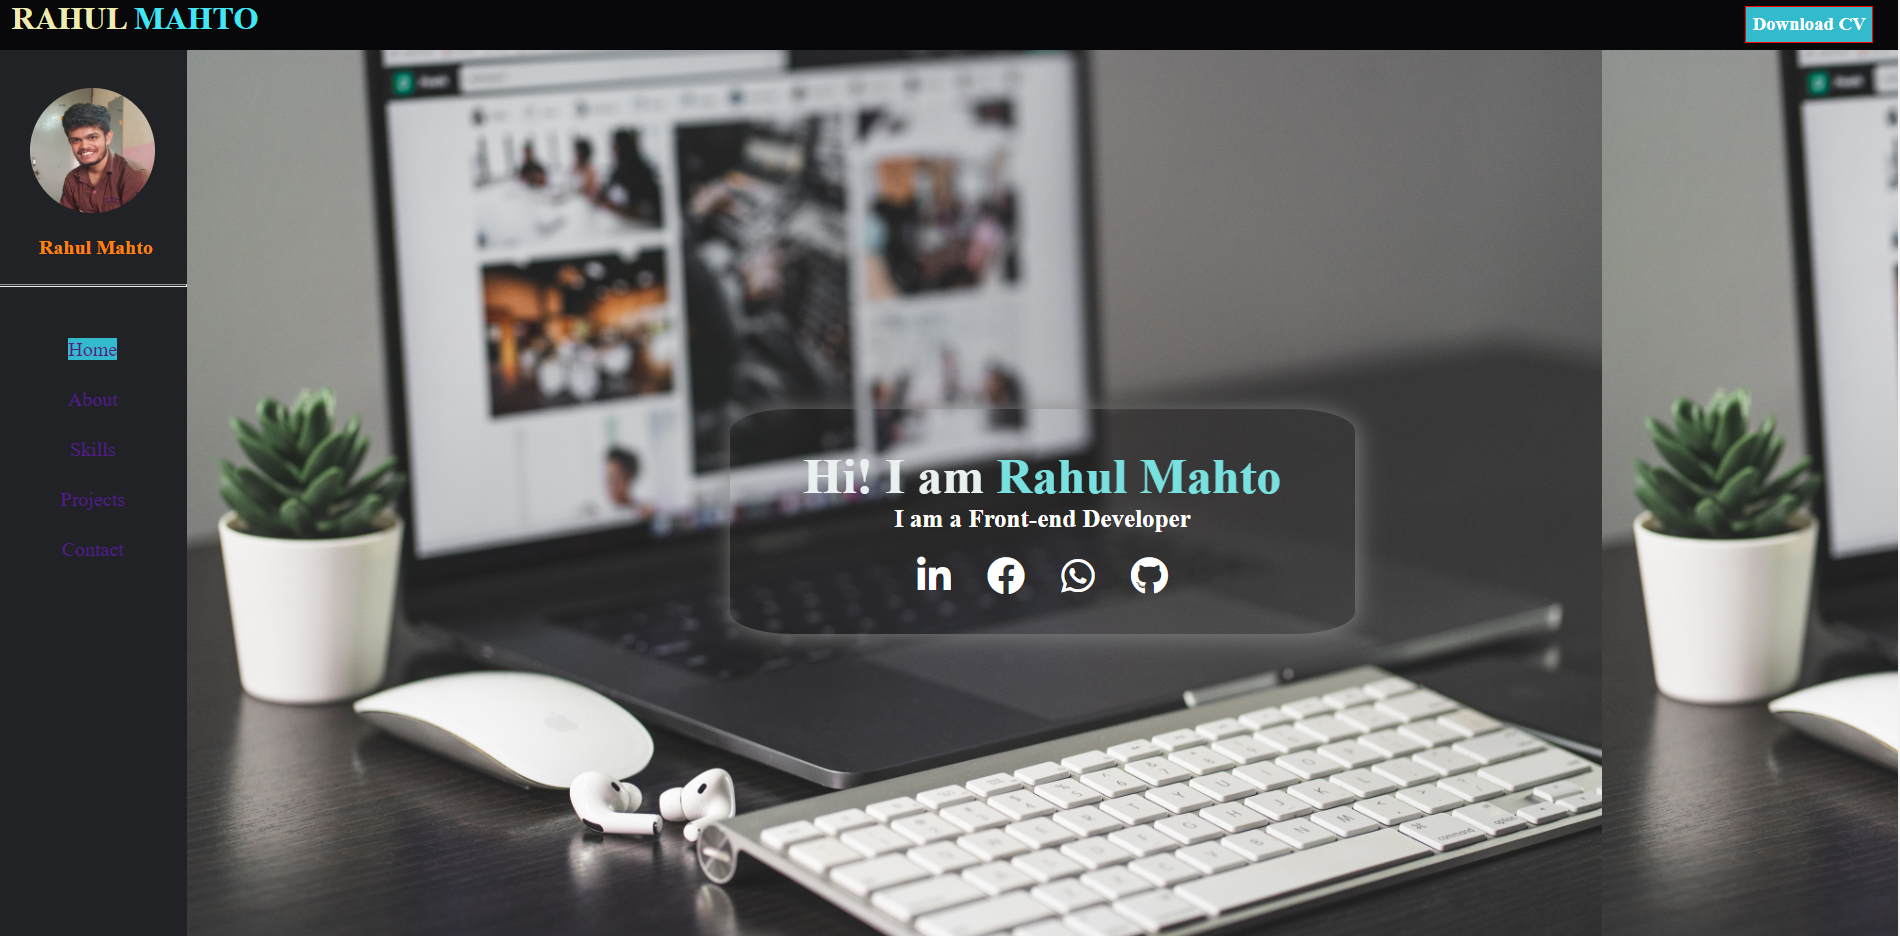 RAHUL MAHTO
Download CV
Rahul Mahto
Home
About
Skills
Projects
Contact
Hi! I am Rahul Mahto
I am a Front-end Developer
in